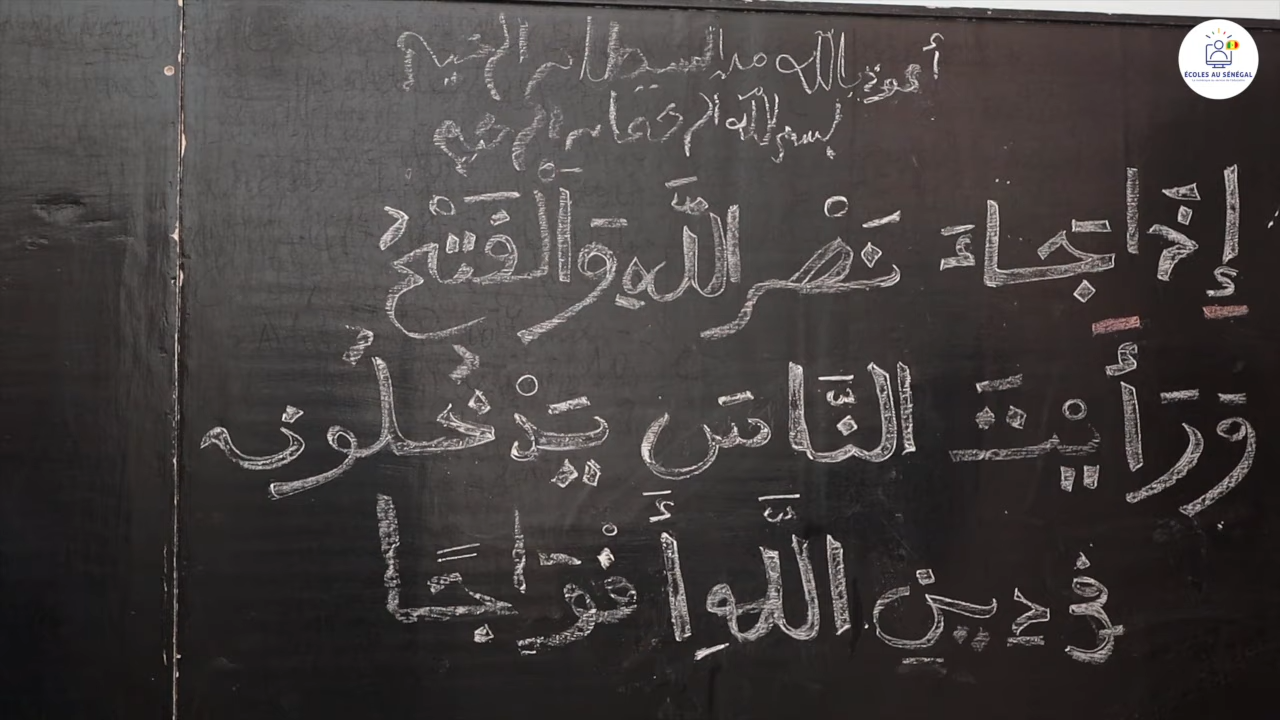 أعوذ بالله من الشيطان الرجيم
بسم الله الرحمان الرحيم
إِذَا جَاءَ نَصْرُ اللَّهِ وَالْفَتْحُ
وَرَأَيْتَ النَّاسَ يَدْخُلُونَ
فِي دِينِ اللَّهِ أَفْوَاجًا
ÉCOLES AU SÉNÉGAL